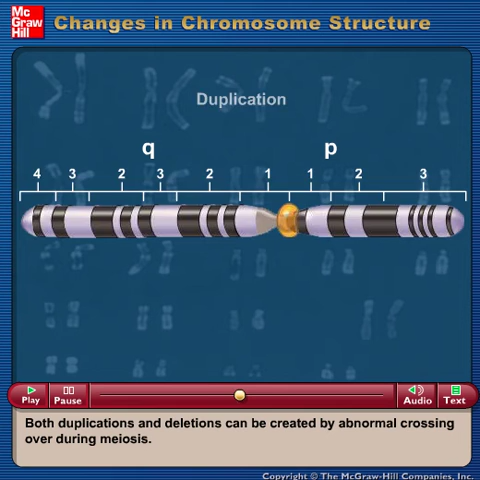 Mc
Graw
Hill
Changes in Chromosome Structure
Duplication
q p
4 3 2 3 2 1 1 2 3
Play Pause Audio Text
Both duplications and deletions can be created by abnormal crossing
over during meiosis.
Copyright © The McGraw-Hill Companies, Inc.